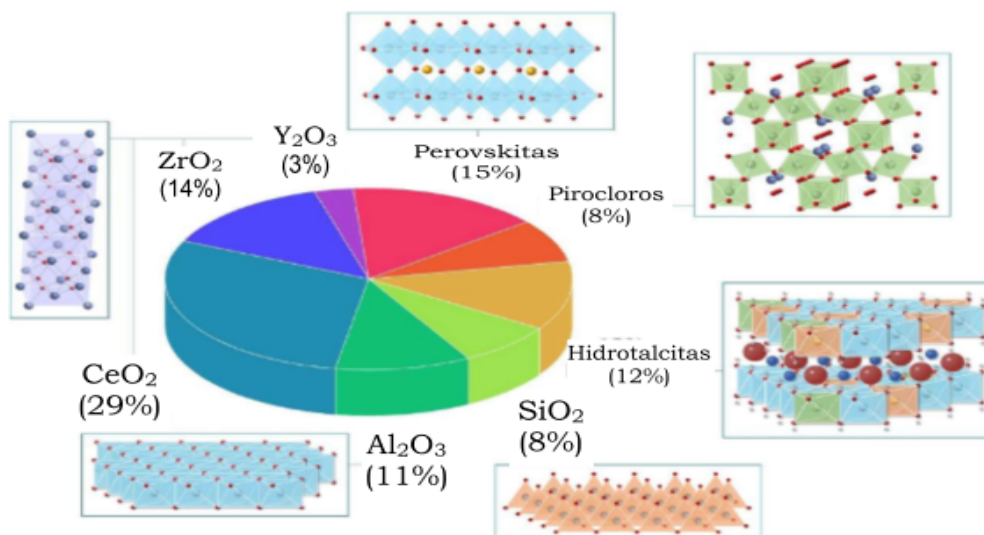 Y₂O₃
(3%)
ZrO₂
(14%)
Perovskitas
(15%)
Pirocloros
(8%)
Hidrotalcitas
(12%)
CeO₂
(29%)
SiO₂
(8%)
Al₂O₃
(11%)